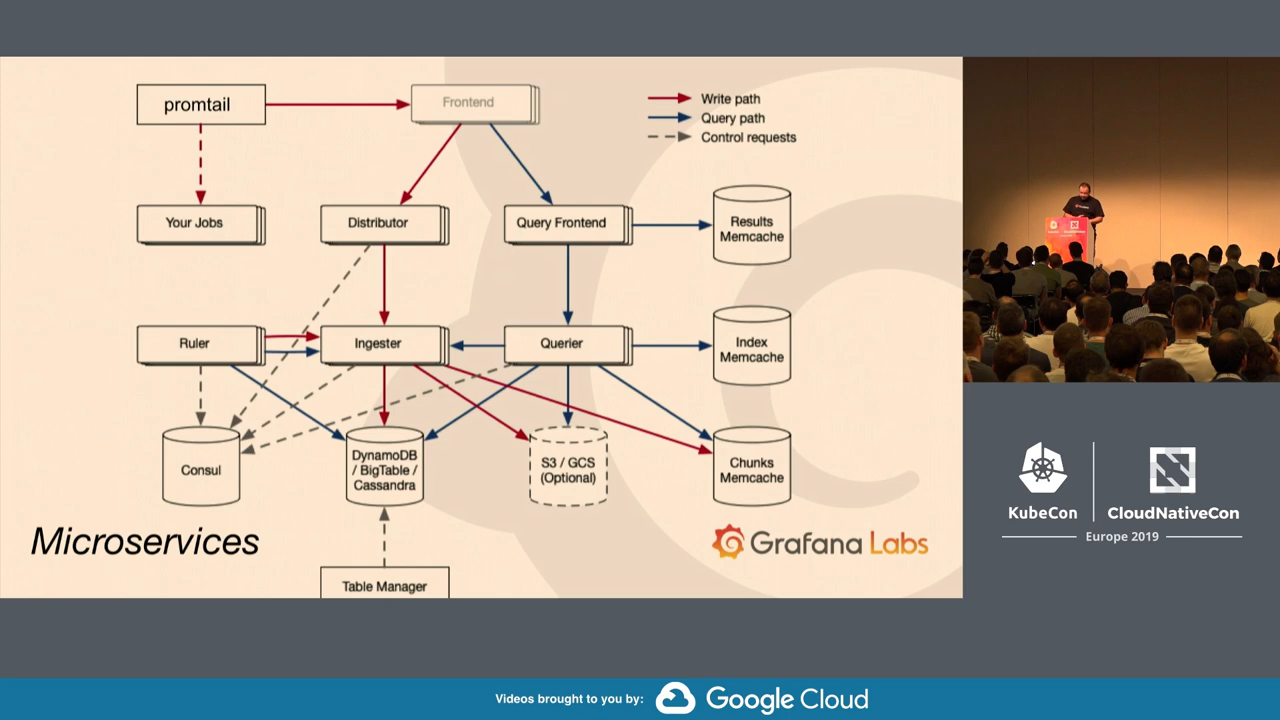 promtail
Frontend
Write path
Query path
Control requests
Your Jobs
Distributor
Query Frontend
Results
Memcache
Ruler
Ingester
Querier
Index
Memcache
Consul
DynamoDB
/ BigTable /
Cassandra
S3 / GCS
(Optional)
Chunks
Memcache
Microservices
Grafana Labs
Table Manager
KubeCon
CloudNativeCon
Europe 2019
Videos brought to you by:
Google Cloud